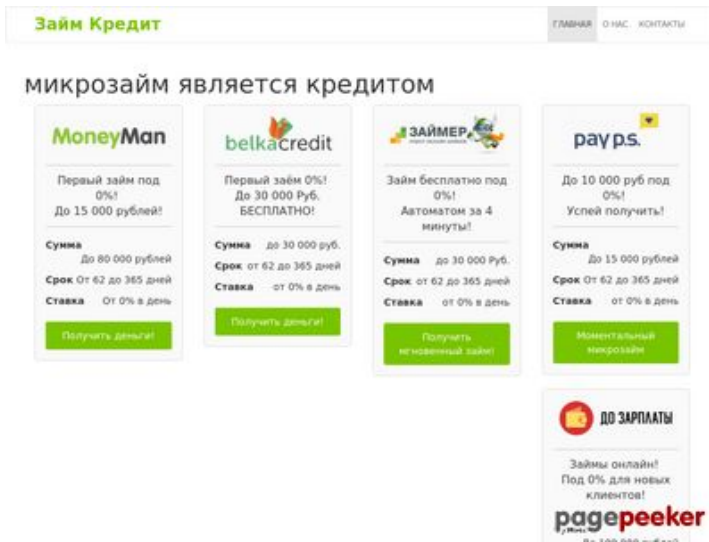 Займ Кредит
ГЛАВНАЯ О НАС КОНТАКТЫ
микрозайм является кредитом
MoneyMan
Первый займ под
0%!
До 15 000 рублей!
Сумма
До 80 000 рублей
Срок От 62 до 365 дней
Ставка От 0% в день
Получить деньги!
belkacredit
Первый заём 0%!
До 30 000 Руб.
БЕСПЛАТНО!
Сумма до 30 000 руб.
Срок от 62 до 365 дней
Ставка от 0% в день
Получить деньги!
ЗАЙМЕР
Займ бесплатно под
0%!
Автоматом за 4
минуты!
Сумма до 30 000 Руб.
Срок от 62 до 365 дней
Ставка от 0% в день
Получить
мгновенный займ!
pay p.s.
До 10 000 руб под
0%!
Успей получить!
Сумма
До 15 000 рублей
Срок От 62 до 365 дней
Ставка От 0% в день
Моментальный
микрозайм
ДО ЗАРПЛАТЫ
Займы онлайн!
Под 0% для новых
клиентов!
pagepeeker
До 100 000 рублей